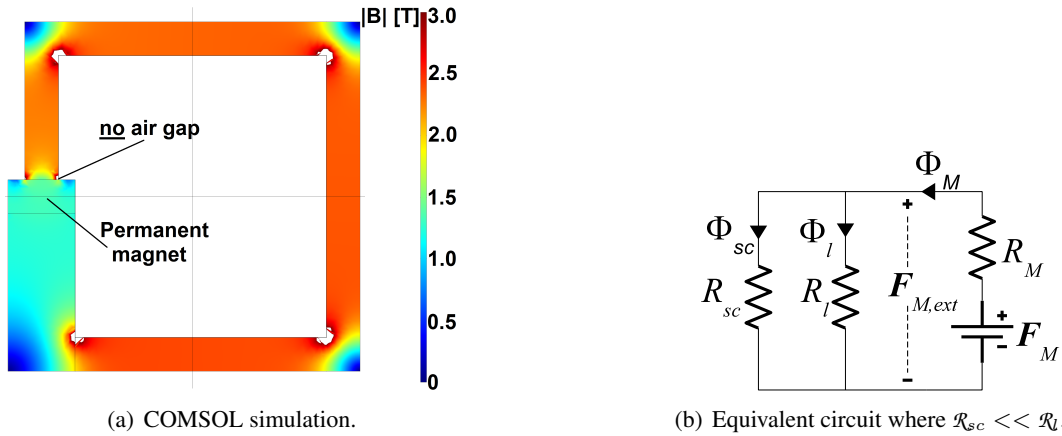 |B| [T]
3.0
2.5
2.0
1.5
1.0
0.5
0
no air gap
Permanent
magnet
(a) COMSOL simulation.
Φ M
Φ sc
Φ l
R sc
R l
F M,ext
R M
F M
+
-
+
-
(b) Equivalent circuit where ℛsc << ℛl